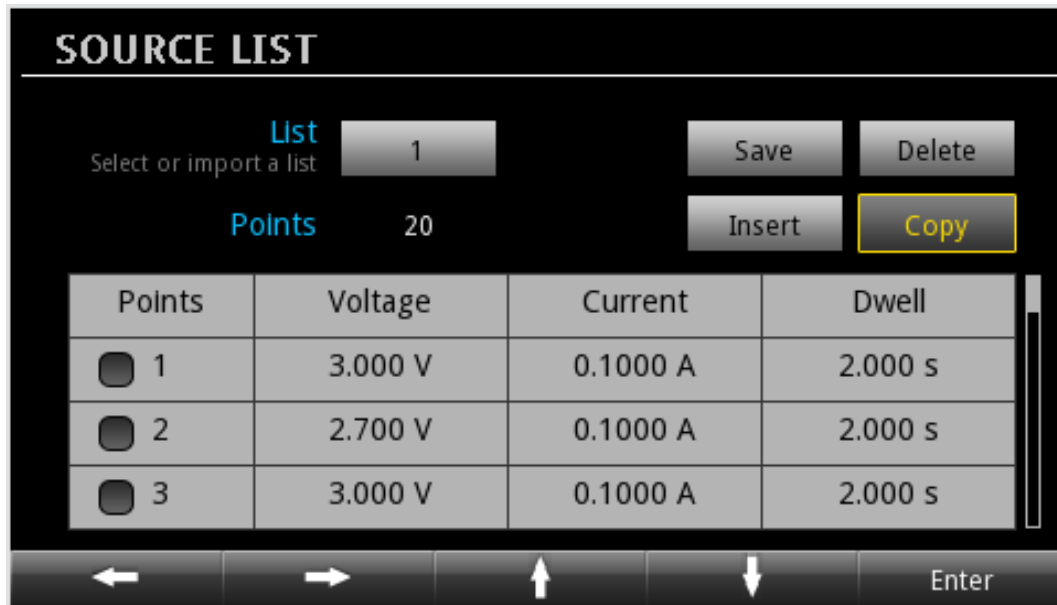 SOURCE LIST
List 1 Save Delete
Select or import a list
Points 20 Insert Copy
Points Voltage Current Dwell
1 3.000 V 0.1000 A 2.000 s
2 2.700 V 0.1000 A 2.000 s
3 3.000 V 0.1000 A 2.000 s
Enter